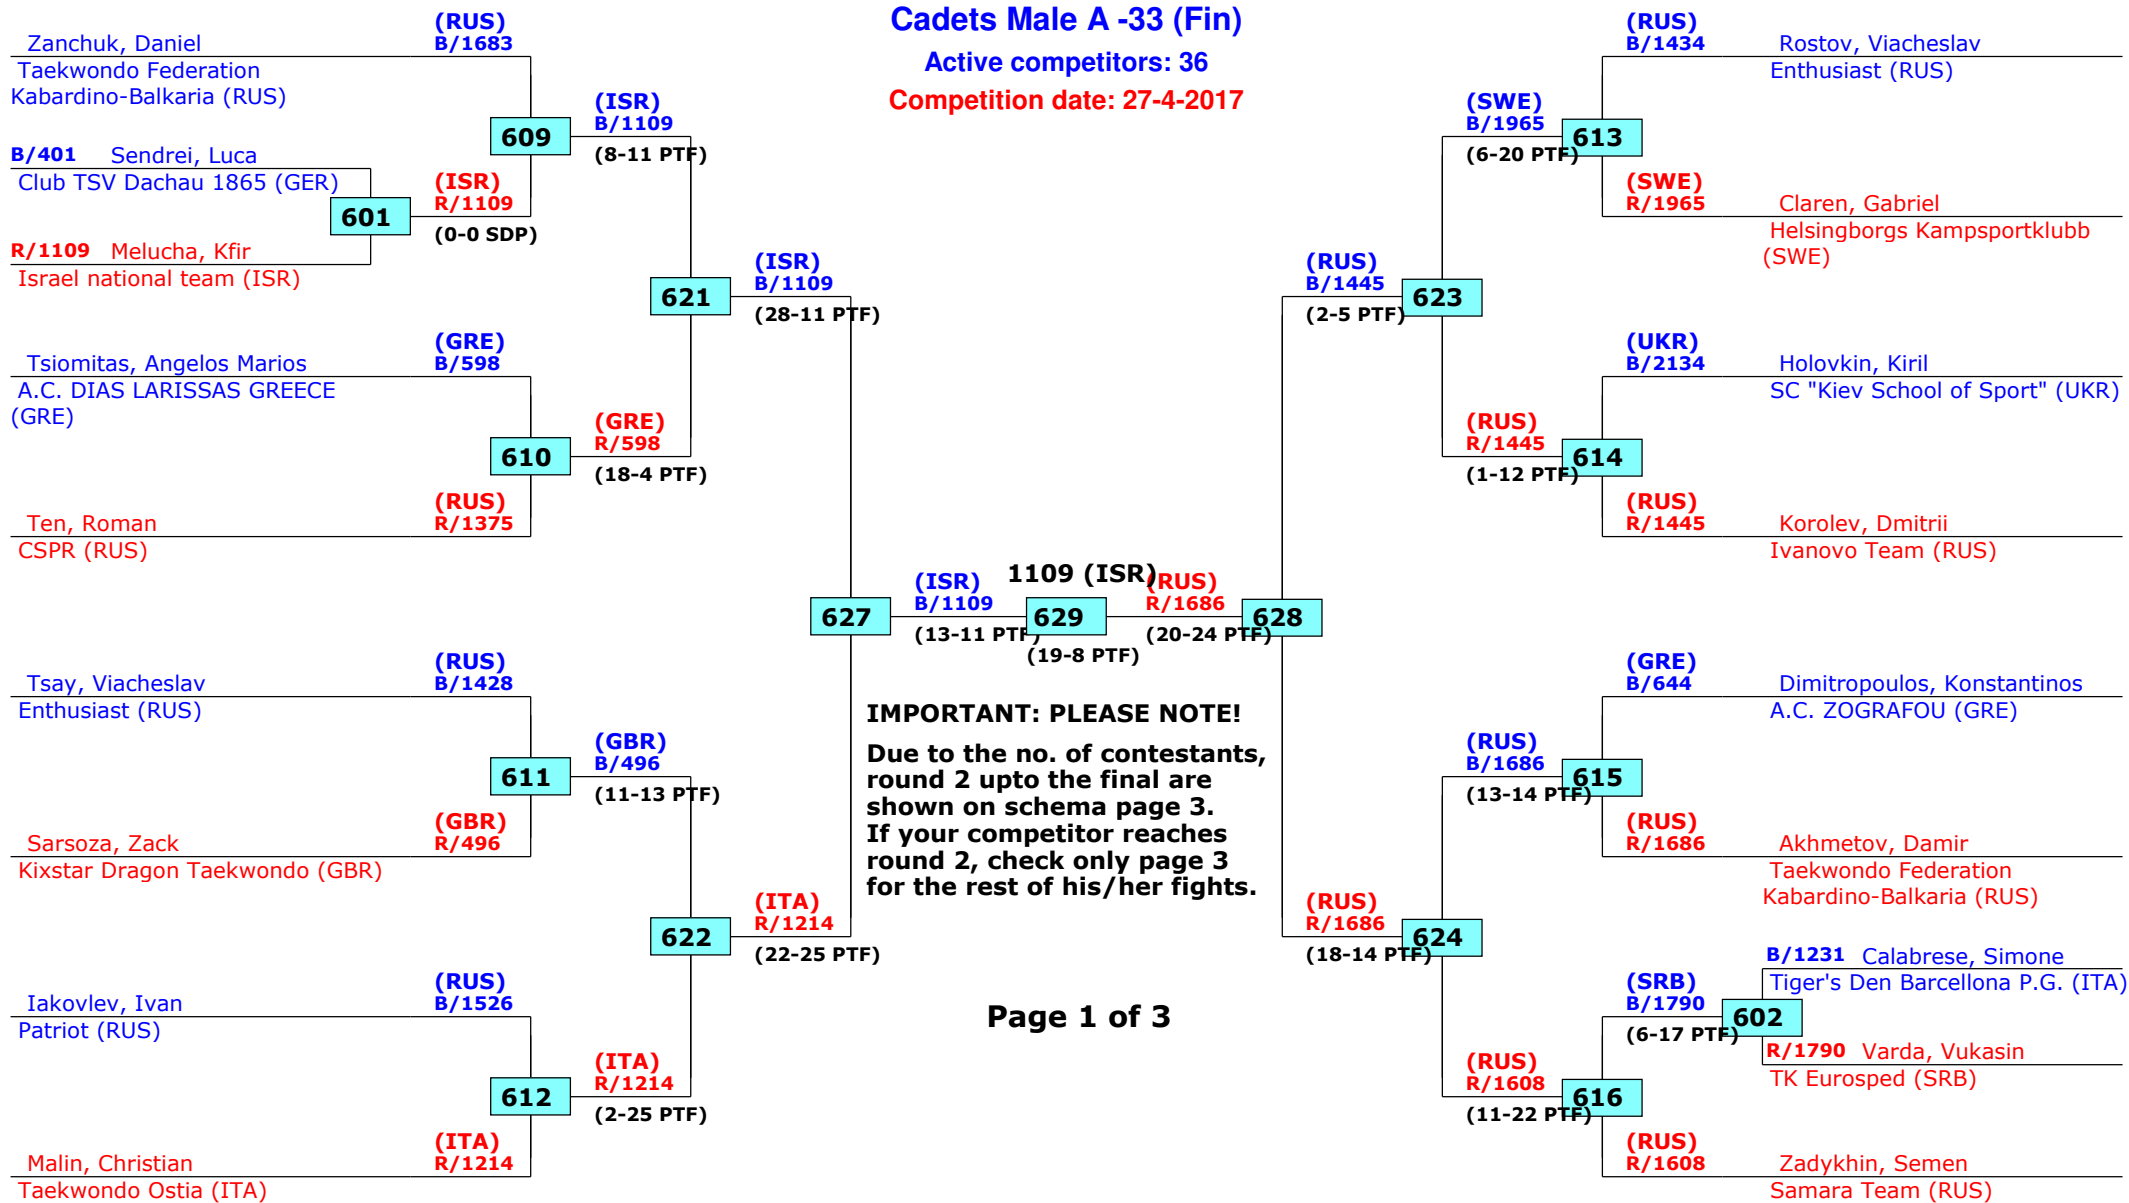 Cadets Male A -33 (Fin)
Active competitors: 36
Competition date: 27-4-2017
Zanchuk, Daniel
(RUS)
B/1683
Taekwondo Federation
Kabardino-Balkaria (RUS)
609
(ISR)
B/1109
(8-11 PTF)
B/401 Sendrei, Luca
Club TSV Dachau 1865 (GER)
601
(ISR)
R/1109
(0-0 SDP)
R/1109 Melucha, Kfir
Israel national team (ISR)
621
(ISR)
B/1109
(28-11 PTF)
Tsiomitas, Angelos Marios
(GRE)
B/598
A.C. DIAS LARISSAS GREECE
(GRE)
610
(GRE)
R/598
(18-4 PTF)
Ten, Roman
(RUS)
R/1375
CSPR (RUS)
627
(ISR)
B/1109
(13-11 PTF)
1109 (ISR)
629
(19-8 PTF)
(RUS)
R/1686
(20-24 PTF)
628
Tsay, Viacheslav
(RUS)
B/1428
Enthusiast (RUS)
611
(GBR)
B/496
(11-13 PTF)
Sarsoza, Zack
(GBR)
R/496
Kixstar Dragon Taekwondo (GBR)
622
(ITA)
R/1214
(22-25 PTF)
Iakovlev, Ivan
(RUS)
B/1526
Patriot (RUS)
612
(ITA)
R/1214
(2-25 PTF)
Malin, Christian
(ITA)
R/1214
Taekwondo Ostia (ITA)
IMPORTANT: PLEASE NOTE!
Due to the no. of contestants,
round 2 upto the final are
shown on schema page 3.
If your competitor reaches
round 2, check only page 3
for the rest of his/her fights.
Page 1 of 3
(RUS)
B/1434
Rostov, Viacheslav
Enthusiast (RUS)
(SWE)
B/1965
(6-20 PTF)
613
(SWE)
R/1965
Claren, Gabriel
Helsingborgs Kampsportklubb
(SWE)
(RUS)
B/1445
(2-5 PTF)
623
(UKR)
B/2134
Holovkin, Kiril
SC "Kiev School of Sport" (UKR)
(RUS)
R/1445
(1-12 PTF)
614
(RUS)
R/1445
Korolev, Dmitrii
Ivanovo Team (RUS)
(GRE)
B/644
Dimitropoulos, Konstantinos
A.C. ZOGRAFOU (GRE)
(RUS)
B/1686
(13-14 PTF)
615
(RUS)
R/1686
Akhmetov, Damir
Taekwondo Federation
Kabardino-Balkaria (RUS)
(RUS)
R/1686
(18-14 PTF)
624
B/1231 Calabrese, Simone
Tiger's Den Barcellona P.G. (ITA)
(SRB)
B/1790
(6-17 PTF)
602
R/1790 Varda, Vukasin
TK Eurosped (SRB)
(RUS)
R/1608
(11-22 PTF)
616
(RUS)
R/1608
Zadykhin, Semen
Samara Team (RUS)